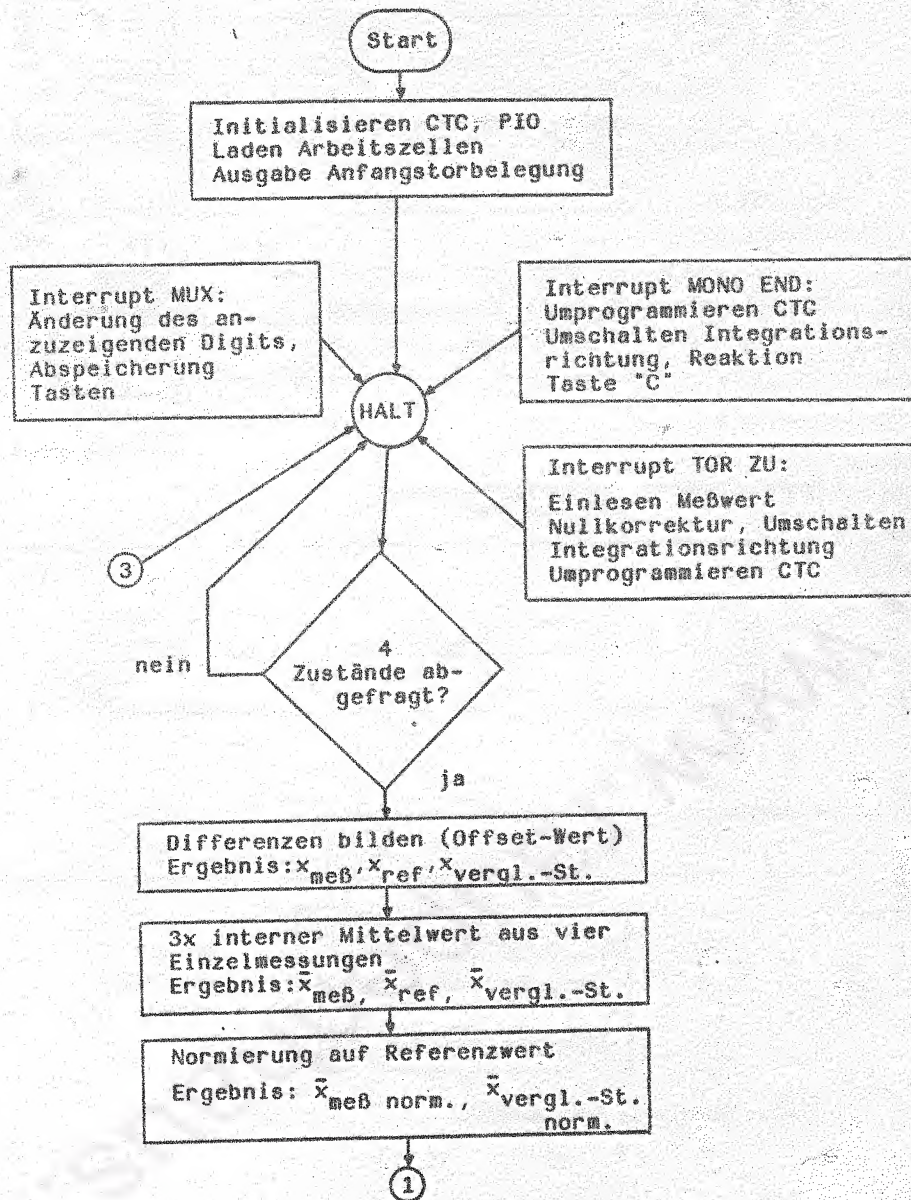 Start
Initialisieren CTC, PIO
Laden Arbeitszellen
Ausgabe Anfangstorbelegung
Interrupt MUX:
Änderung des an-
zuzeigenden Digits,
Abspeicherung
Tasten
Interrupt MONO END:
Umprogrammieren CTC
Umschalten Integrations-
richtung, Reaktion
Taste "C"
HALT
Interrupt TOR ZU:
Einlesen Meßwert
Nullkorrektur, Umschalten
Integrationsrichtung
Umprogrammieren CTC
3
nein
4
Zustände ab-
gefragt?
ja
Differenzen bilden (Offset-Wert)
Ergebnis: x meß, x ref, x vergl.-St.
3x interner Mittelwert aus vier
Einzelmessungen
Ergebnis: x̄ meß, x̄ ref, x̄ vergl.-St.
Normierung auf Referenzwert
Ergebnis: x̄ meß norm., x̄ vergl.-St.
norm.
1